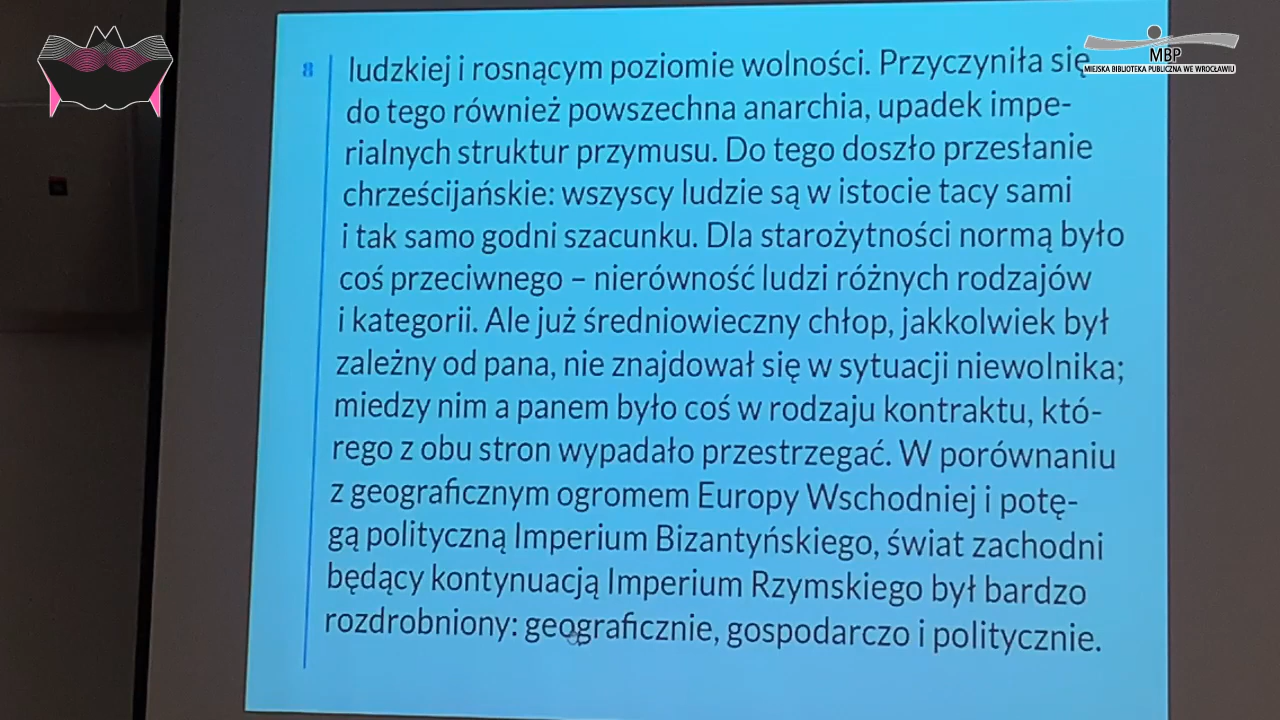 8
ludzkiej i rosnącym poziomie wolności. Przyczyniła się
do tego również powszechna anarchia, upadek impe-
rialnych struktur przymusu. Do tego doszło przesłanie
chrześcijańskie: wszyscy ludzie są w istocie tacy sami
i tak samo godni szacunku. Dla starożytności normą było
coś przeciwnego – nierówność ludzi różnych rodzajów
i kategorii. Ale już średniowieczny chłop, jakkolwiek był
zależny od pana, nie znajdował się w sytuacji niewolnika;
miedzy nim a panem było coś w rodzaju kontraktu, któ-
rego z obu stron wypadało przestrzegać. W porównaniu
z geograficznym ogromem Europy Wschodniej i potę-
gą polityczną Imperium Bizantyńskiego, świat zachodni
będący kontynuacją Imperium Rzymskiego był bardzo
rozdrobniony: geograficznie, gospodarczo i politycznie.
MBP
MIEJSKA BIBLIOTEKA PUBLICZNA WE WROCŁAWIU